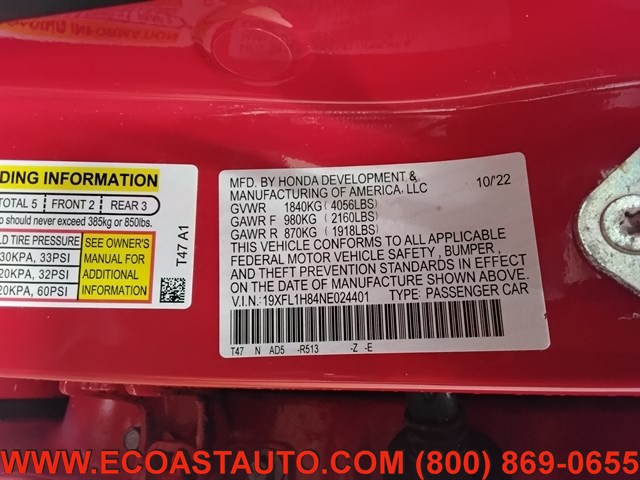 DING INFORMATION
TOTAL 5 FRONT 2 REAR 3
should never exceed 385kg or 850lbs.
TIRE PRESSURE
SEE OWNER'S
MANUAL FOR
ADDITIONAL
INFORMATION
30KPA, 33PSI
20KPA, 32PSI
20KPA, 60PSI
T47 A1
MFD. BY HONDA DEVELOPMENT &
MANUFACTURING OF AMERICA, LLC 10/'22
GVWR 1840KG (4056LBS)
GAWR F 980KG (2160LBS)
GAWR R 870KG (1918LBS)
THIS VEHICLE CONFORMS TO ALL APPLICABLE
FEDERAL MOTOR VEHICLE SAFETY, BUMPER,
AND THEFT PREVENTION STANDARDS IN EFFECT
ON THE DATE OF MANUFACTURE SHOWN ABOVE.
V.I.N.: 19XFL1H84NE024401 TYPE: PASSENGER CAR
T47 N AD5 -R513 -Z -E
WWW.ECOASTAUTO.COM (800) 869-0655